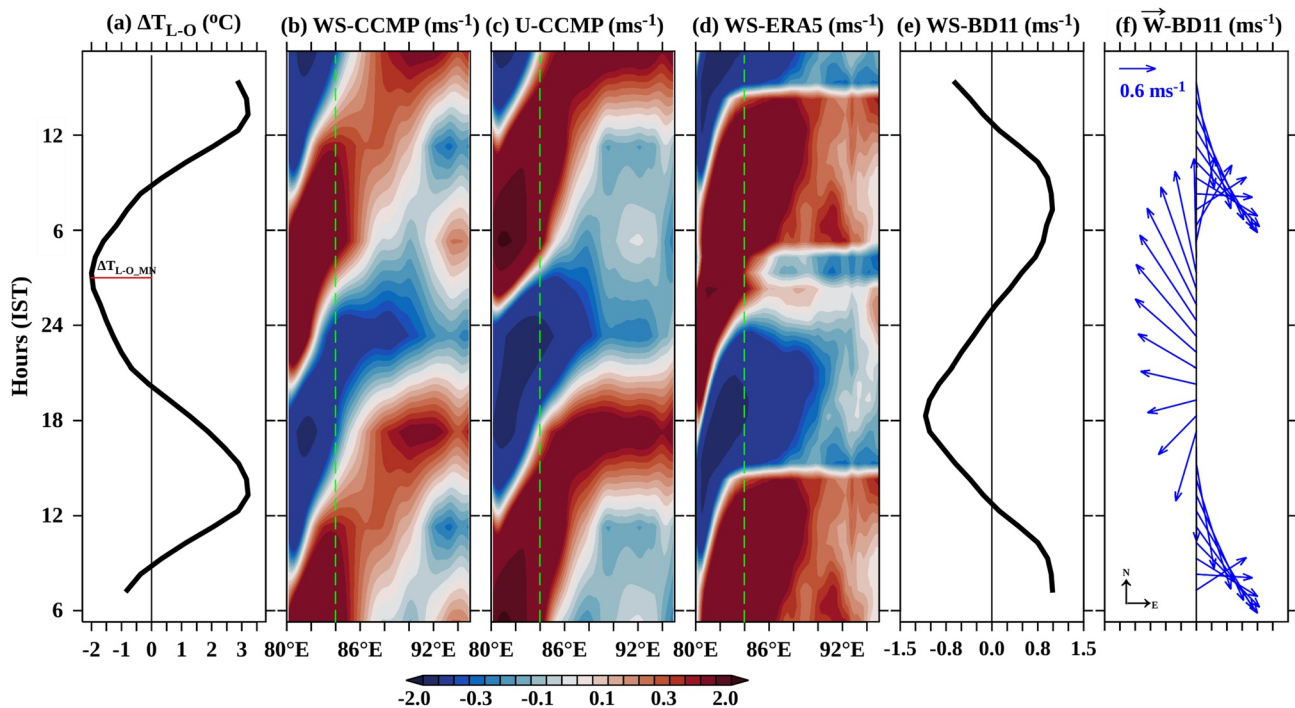 (a) ΔT_L-O (°C) (b) WS-CCMP (ms⁻¹) (c) U-CCMP (ms⁻¹) (d) WS-ERA5 (ms⁻¹) (e) WS-BD11 (ms⁻¹) (f) W⃗-BD11 (ms⁻¹)
0.6 ms⁻¹
Hours (IST)
12
6
ΔT_L-O_MN
24
18
12
6
N
E
-2 -1 0 1 2 3
80°E 86°E 92°E
80°E 86°E 92°E
80°E 86°E 92°E
-1.5 -0.8 0.0 0.8 1.5
-2.0 -0.3 -0.1 0.1 0.3 2.0